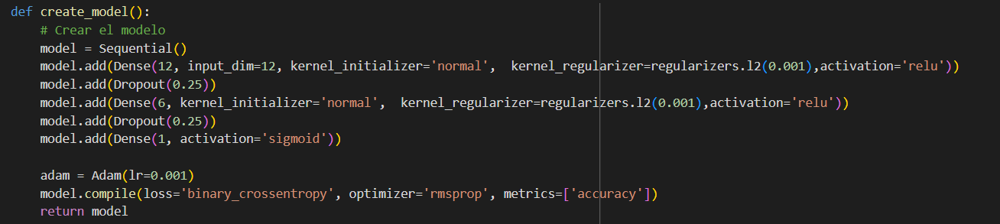 def create_model():
    # Crear el modelo
    model = Sequential()
    model.add(Dense(12, input_dim=12, kernel_initializer='normal',  kernel_regularizer=regularizers.l2(0.001),activation='relu'))
    model.add(Dropout(0.25))
    model.add(Dense(6, kernel_initializer='normal',  kernel_regularizer=regularizers.l2(0.001),activation='relu'))
    model.add(Dropout(0.25))
    model.add(Dense(1, activation='sigmoid'))

    adam = Adam(lr=0.001)
    model.compile(loss='binary_crossentropy', optimizer='rmsprop', metrics=['accuracy'])
    return model